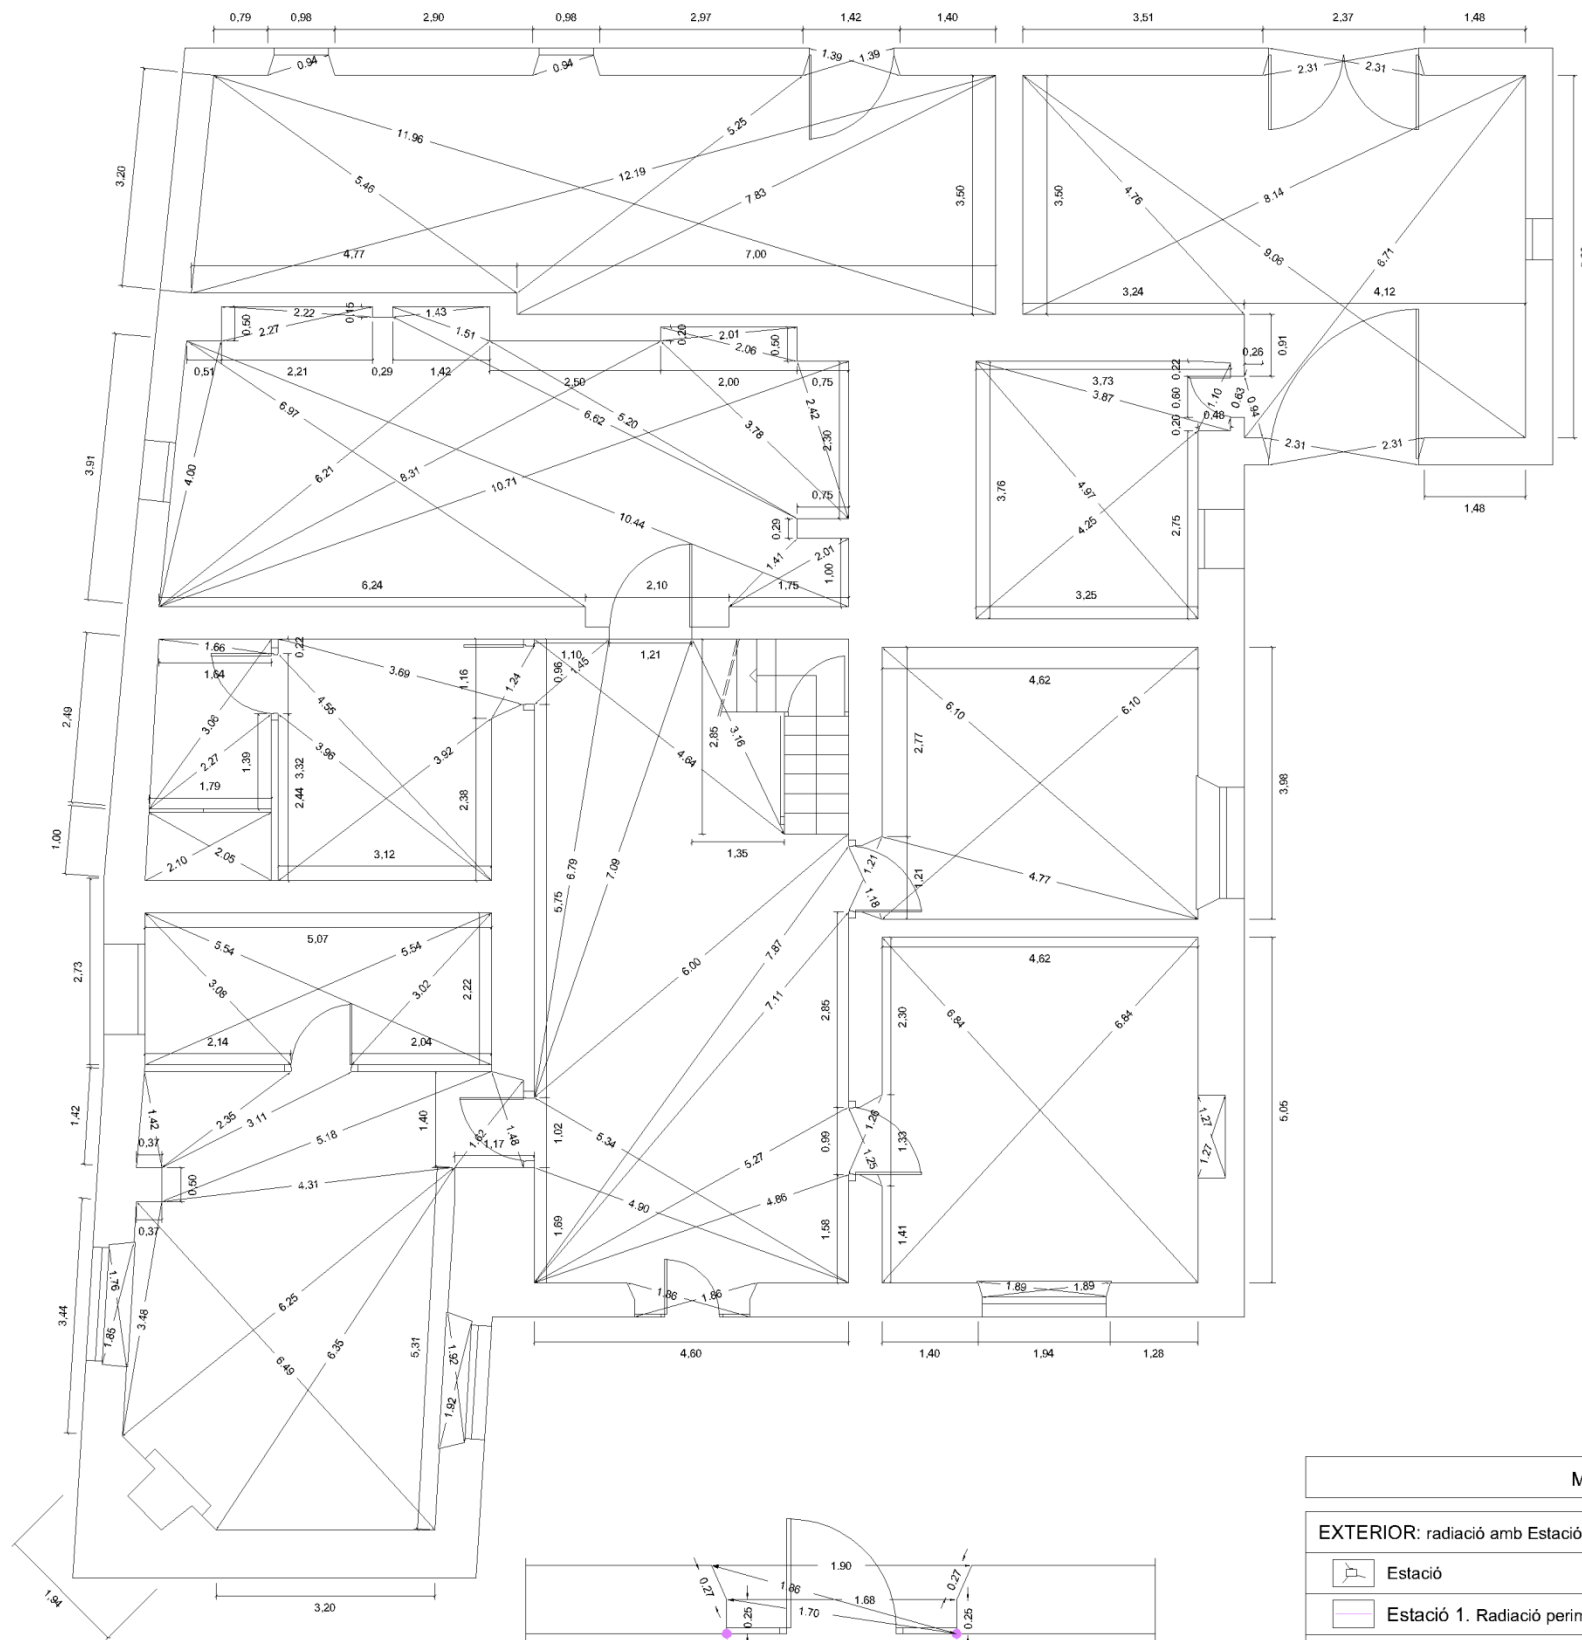 0,79 0,98 2,90 0,98 2,97 1,42 1,40 3,51 2,37 1,48
0.94 0.94 1.39 1.39 2.31 2.31
3,20 11.96 5.25 5.46 12.19 7.83 3,50 3,50 4.76 8.14 9.06 6.71
4,77 7,00 3,24 4,12
0,50 2,22 2.27 0,15 1,43 1.51 0,20 2.01 2.06 0,50 0,26 0,91
0,51 2,21 0,29 1,42 2,50 2,00 0,75 3,73 3.87 0,22 0,60 1.10 0,63 0.94 0,48 0,20
3,91 4.00 6.97 6.21 8.31 10.71 6.62 5.20 3.78 2.42 2,30 2.31 2.31
10.44 0,75 0,29 3,76 4.97 4.25 2,75 1,48
6,24 2,10 1.41 2.01 1,75 1,00 3,25
1.66 1,64 0,22 3.69 1,16 1.24 0,96 1,10 1.45 1,21 4,62
2,49 3.06 2.27 1,39 4.55 3.96 3,32 2,44 3.92 2,38 2,85 3.16 4.64 6.10 6.10 2,77 3,98
1,79 1,00 2.10 2.05 3,12 5,75 6.79 7.09 1,35 1.21 1.18 1,21 4.77
5,07 2,73 5.54 5.54 3.08 3.02 2,22 6.00 7.87 7.11 2,85 4,62
2,14 2,04 2,30 6.84 6.84 5,05
1,42 1.42 2.35 3.11 5.18 1,40 1.62 1,17 1.48 1,02 5.34 5.27 0,99 1.26 1.25 1,33 1.27 1.27
0,37 0,50 4.31 4.90 4.86
0,37 1,69 1,58 1,41
3,44 1.76 1.85 3.48 6.25 6.35 6.49 5,31 1.92 1.92 1.86 1.86 1.89 1.89
4,60 1,40 1,94 1,28
M
EXTERIOR: radiació amb Estació
Estació
Estació 1. Radiació perim
1,94 3,20
0.27 1.90 0.27
1.86 1.68
0.25 1.70 0.25